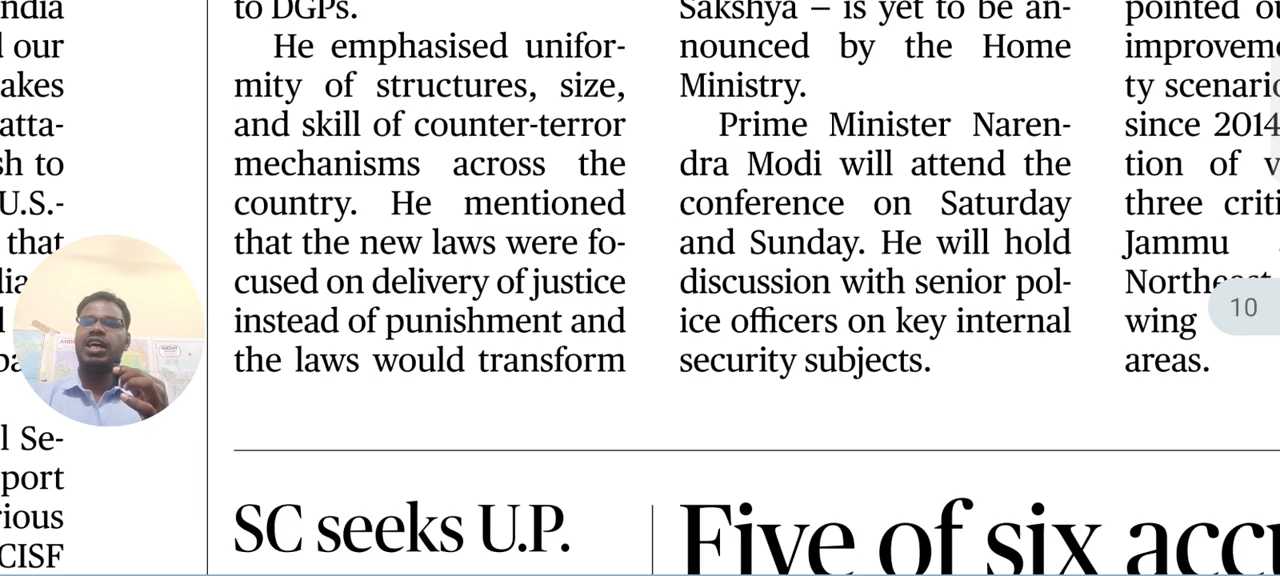 ndia
our
akes
atta-
sh to
U.S.-
that
Se-
port
rious
CISF
to DGPs.
He emphasised unifor-
mity of structures, size,
and skill of counter-terror
mechanisms across the
country. He mentioned
that the new laws were fo-
cused on delivery of justice
instead of punishment and
the laws would transform
Sakshya – is yet to be an-
nounced by the Home
Ministry.
Prime Minister Naren-
dra Modi will attend the
conference on Saturday
and Sunday. He will hold
discussion with senior pol-
ice officers on key internal
security subjects.
pointed
improveme
ty scenario
since 2014
tion of v
three criti
Jammu
Northeast
wing
areas.
10
SC seeks U.P.
Five of six accu